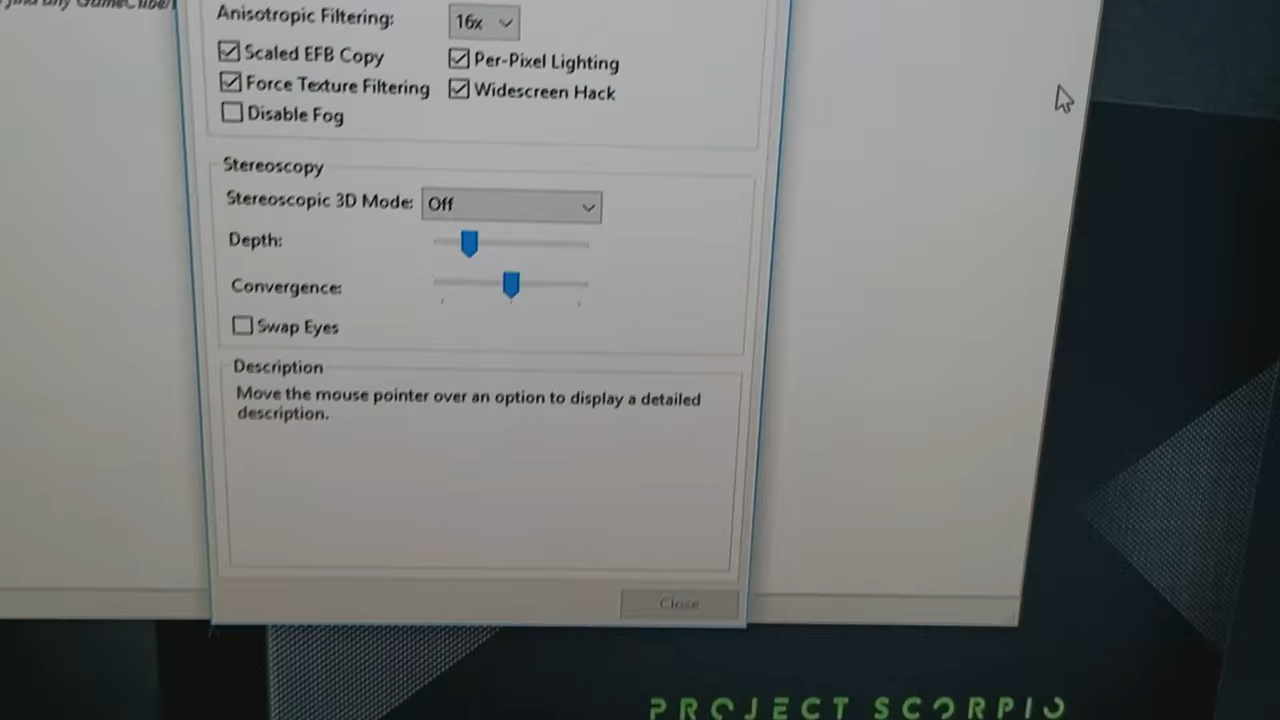 any GameCube/
Anisotropic Filtering: 16x
Scaled EFB Copy Per-Pixel Lighting
Force Texture Filtering Widescreen Hack
Disable Fog
Stereoscopy
Stereoscopic 3D Mode: Off
Depth:
Convergence:
Swap Eyes
Description
Move the mouse pointer over an option to display a detailed
description.
Close
PROJECT SCORPIO